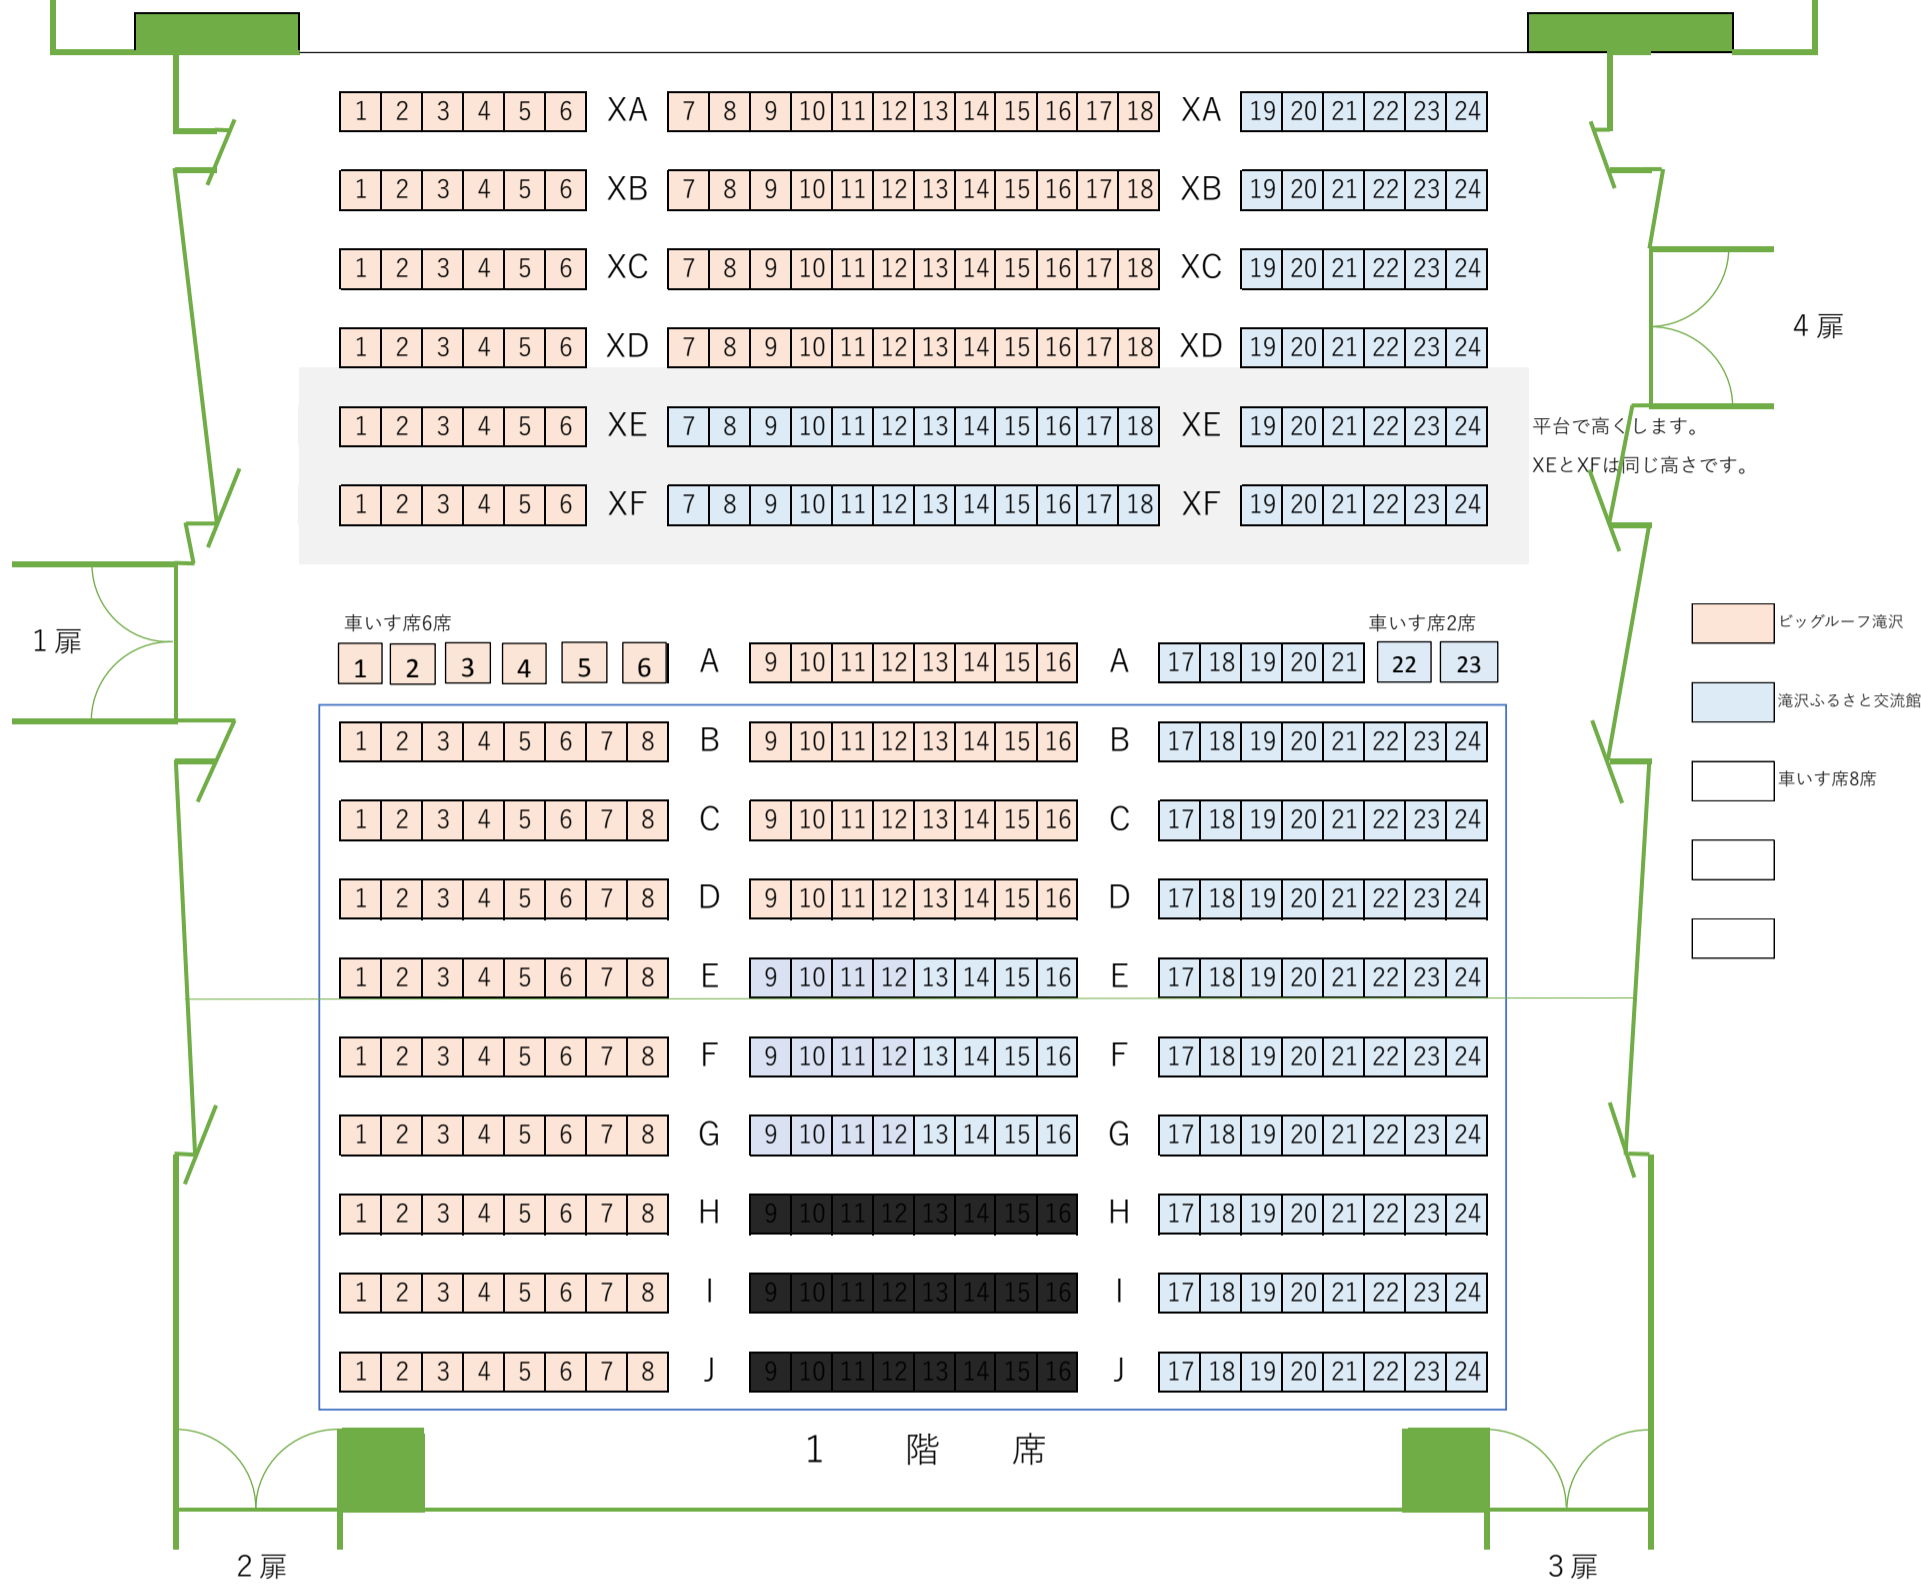 1 2 3 4 5 6 XA 7 8 9 10 11 12 13 14 15 16 17 18 XA 19 20 21 22 23 24
1 2 3 4 5 6 XB 7 8 9 10 11 12 13 14 15 16 17 18 XB 19 20 21 22 23 24
1 2 3 4 5 6 XC 7 8 9 10 11 12 13 14 15 16 17 18 XC 19 20 21 22 23 24
4扉
1 2 3 4 5 6 XD 7 8 9 10 11 12 13 14 15 16 17 18 XD 19 20 21 22 23 24
1 2 3 4 5 6 XE 7 8 9 10 11 12 13 14 15 16 17 18 XE 19 20 21 22 23 24
平台で高くします。
XEとXFは同じ高さです。
1 2 3 4 5 6 XF 7 8 9 10 11 12 13 14 15 16 17 18 XF 19 20 21 22 23 24
車いす席6席
車いす席2席
ビッグルーフ滝沢
1扉
1 2 3 4 5 6 A 9 10 11 12 13 14 15 16 A 17 18 19 20 21 22 23
滝沢ふるさと交流館
1 2 3 4 5 6 7 8 B 9 10 11 12 13 14 15 16 B 17 18 19 20 21 22 23 24
車いす席8席
1 2 3 4 5 6 7 8 C 9 10 11 12 13 14 15 16 C 17 18 19 20 21 22 23 24
1 2 3 4 5 6 7 8 D 9 10 11 12 13 14 15 16 D 17 18 19 20 21 22 23 24
1 2 3 4 5 6 7 8 E 9 10 11 12 13 14 15 16 E 17 18 19 20 21 22 23 24
1 2 3 4 5 6 7 8 F 9 10 11 12 13 14 15 16 F 17 18 19 20 21 22 23 24
1 2 3 4 5 6 7 8 G 9 10 11 12 13 14 15 16 G 17 18 19 20 21 22 23 24
1 2 3 4 5 6 7 8 H 9 10 11 12 13 14 15 16 H 17 18 19 20 21 22 23 24
1 2 3 4 5 6 7 8 I 9 10 11 12 13 14 15 16 I 17 18 19 20 21 22 23 24
1 2 3 4 5 6 7 8 J 9 10 11 12 13 14 15 16 J 17 18 19 20 21 22 23 24
1 階 席
2扉
3扉